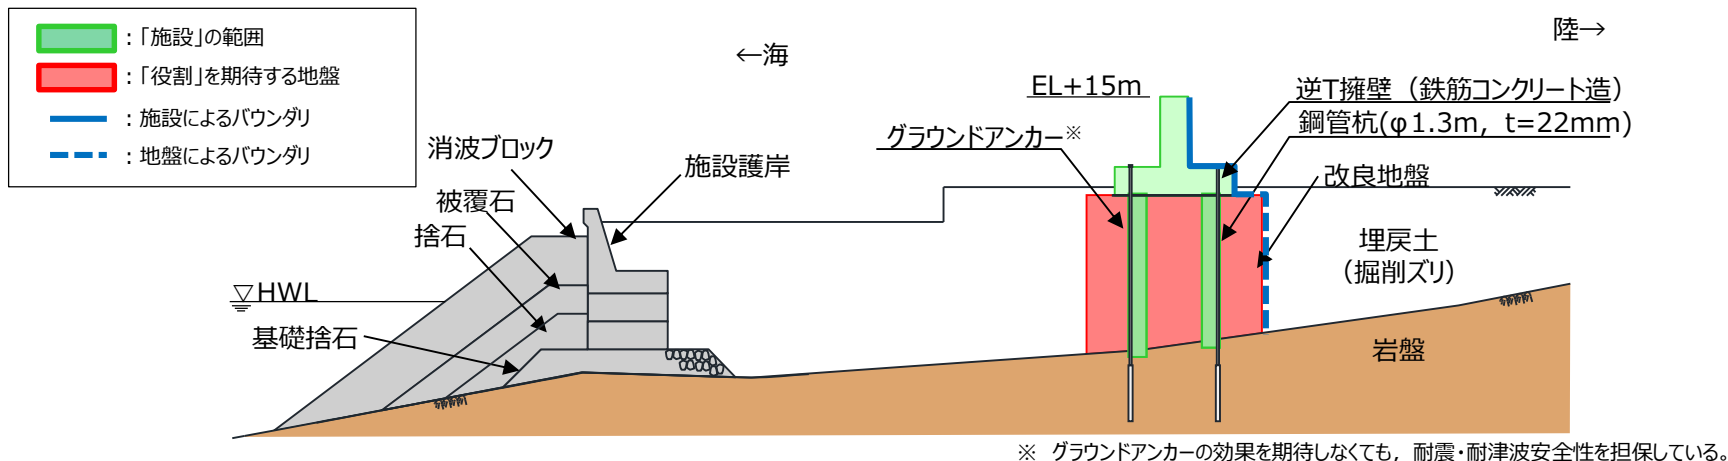 ：「施設」の範囲
：「役割」を期待する地盤
：施設によるバウンダリ
：地盤によるバウンダリ
←海
陸→
EL+15m
逆T擁壁（鉄筋コンクリート造）
鋼管杭(φ1.3m, t=22mm)
グラウンドアンカー※
消波ブロック
施設護岸
改良地盤
被覆石
捨石
埋戻土
（掘削ズリ）
▽HWL
基礎捨石
岩盤
※ グラウンドアンカーの効果を期待しなくても，耐震・耐津波安全性を担保している。